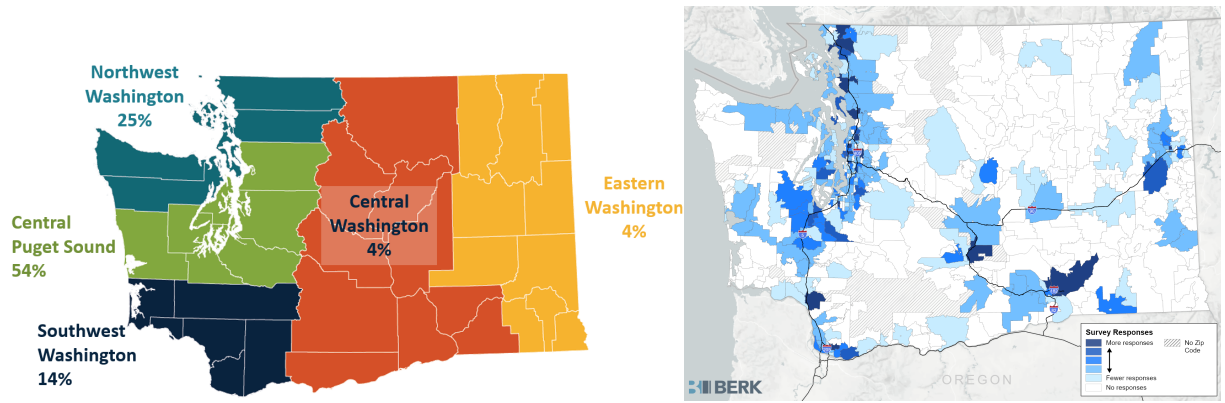 Northwest
Washington
25%
Central
Puget Sound
54%
Southwest
Washington
14%
Central
Washington
4%
Eastern
Washington
4%
Survey Responses
More responses
Fewer responses
No responses
No Zip
Code
OREGON
BERK